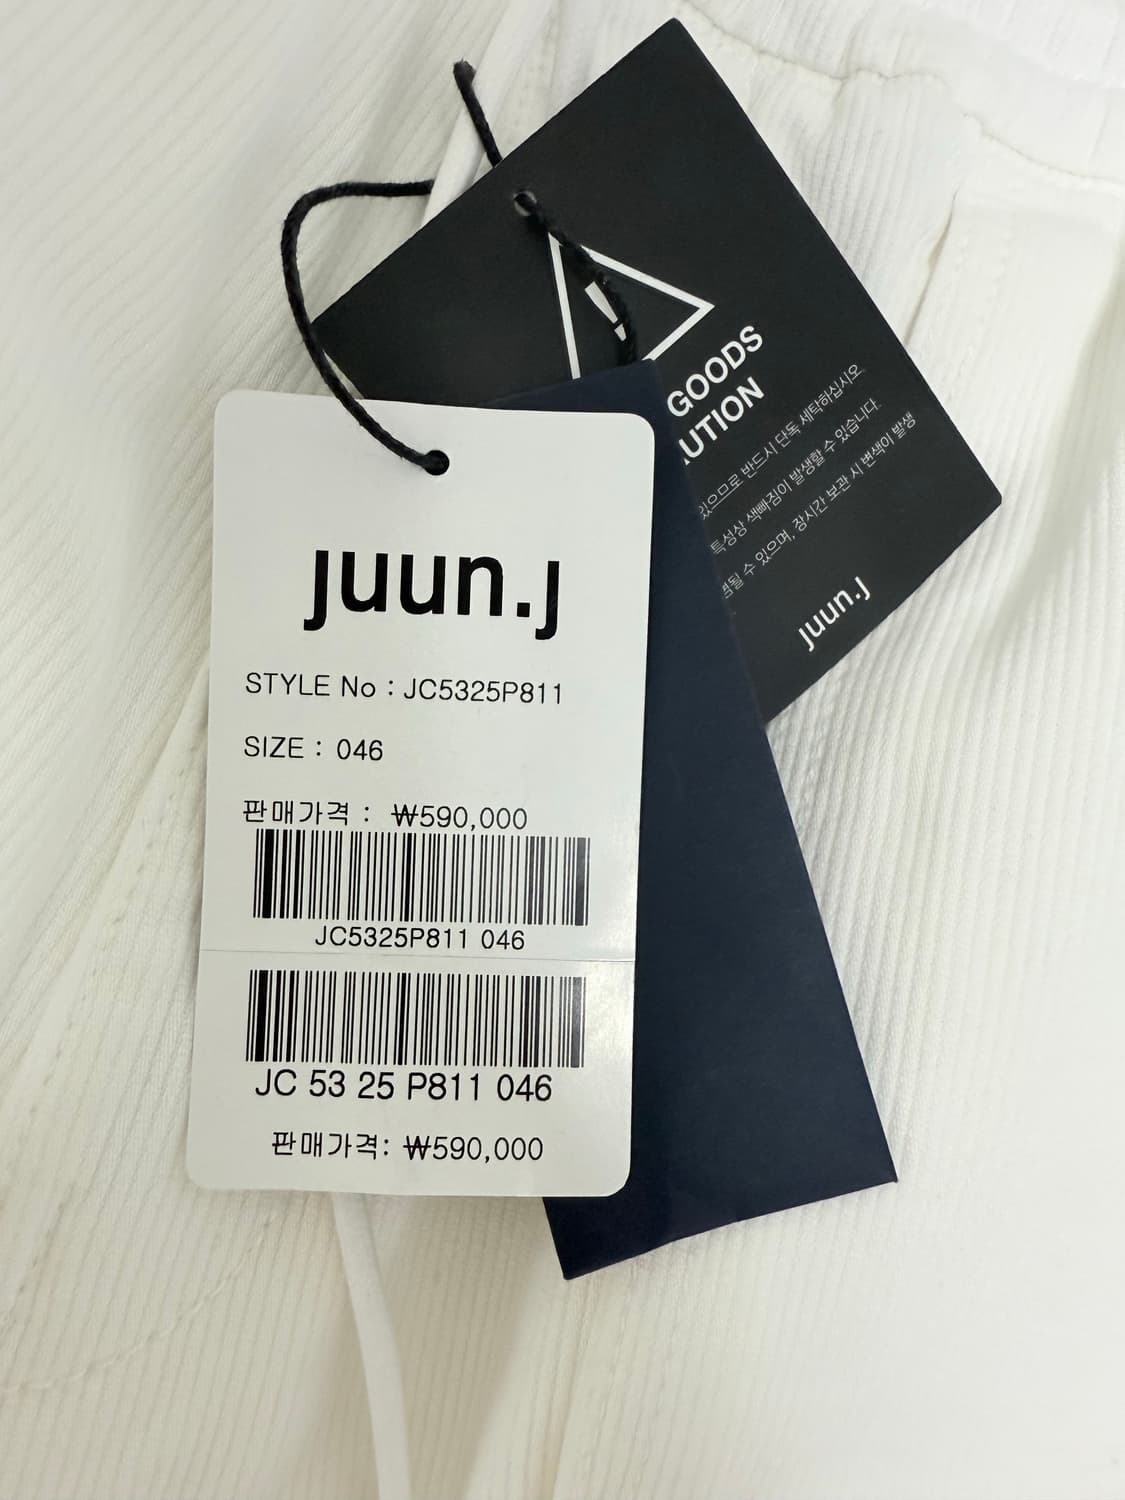 GOODS
있으므로 반드시 단독 세탁하십시오.
특성상 색빠짐이 발생할 수 있습니다.
수 있으며, 장시간 보관 시 변색이 발생
juun.j
juun.j
STYLE No : JC5325P811
SIZE : 046
판매가격 : ₩590,000
JC5325P811 046
JC 53 25 P811 046
판매가격: ₩590,000